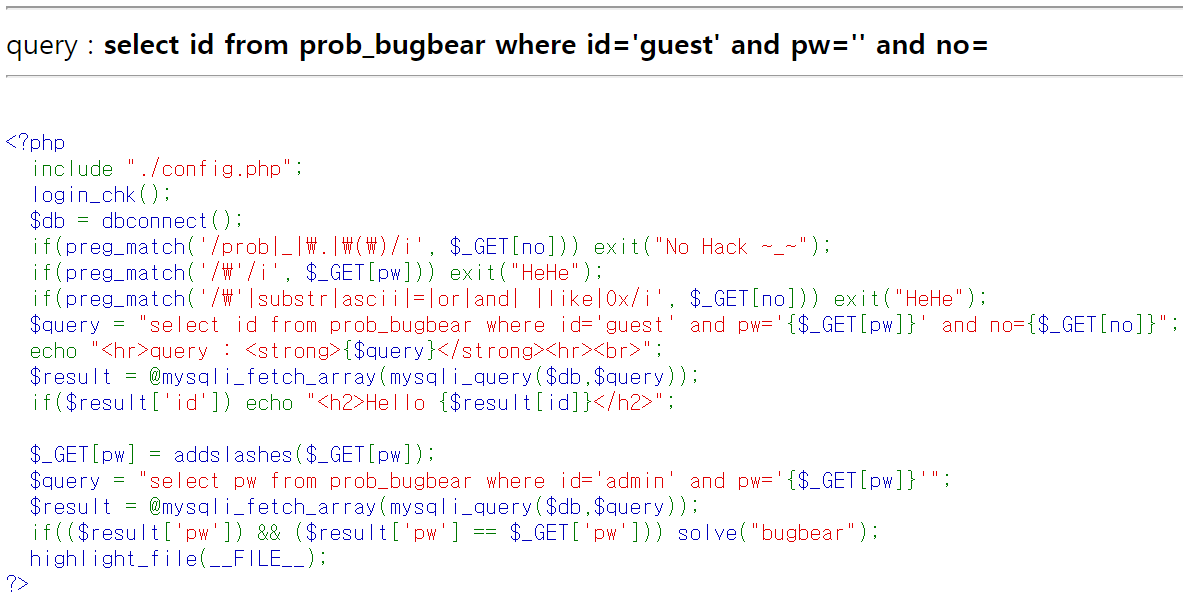 query : select id from prob_bugbear where id='guest' and pw='' and no=
<?php
include "./config.php";
login_chk();
$db = dbconnect();
if(preg_match('/prob|_|₩.|₩(₩)/i', $_GET[no])) exit("No Hack ~_~");
if(preg_match('/₩'/i', $_GET[pw])) exit("HeHe");
if(preg_match('/₩'|substr|ascii|=|or|and| |like|0x/i', $_GET[no])) exit("HeHe");
$query = "select id from prob_bugbear where id='guest' and pw='{$_GET[pw]}' and no={$_GET[no]}";
echo "<hr>query : <strong>{$query}</strong><hr><br>";
$result = @mysqli_fetch_array(mysqli_query($db,$query));
if($result['id']) echo "<h2>Hello {$result[id]}</h2>";
$_GET[pw] = addslashes($_GET[pw]);
$query = "select pw from prob_bugbear where id='admin' and pw='{$_GET[pw]}'";
$result = @mysqli_fetch_array(mysqli_query($db,$query));
if(($result['pw']) && ($result['pw'] == $_GET['pw'])) solve("bugbear");
highlight_file(__FILE__);
?>